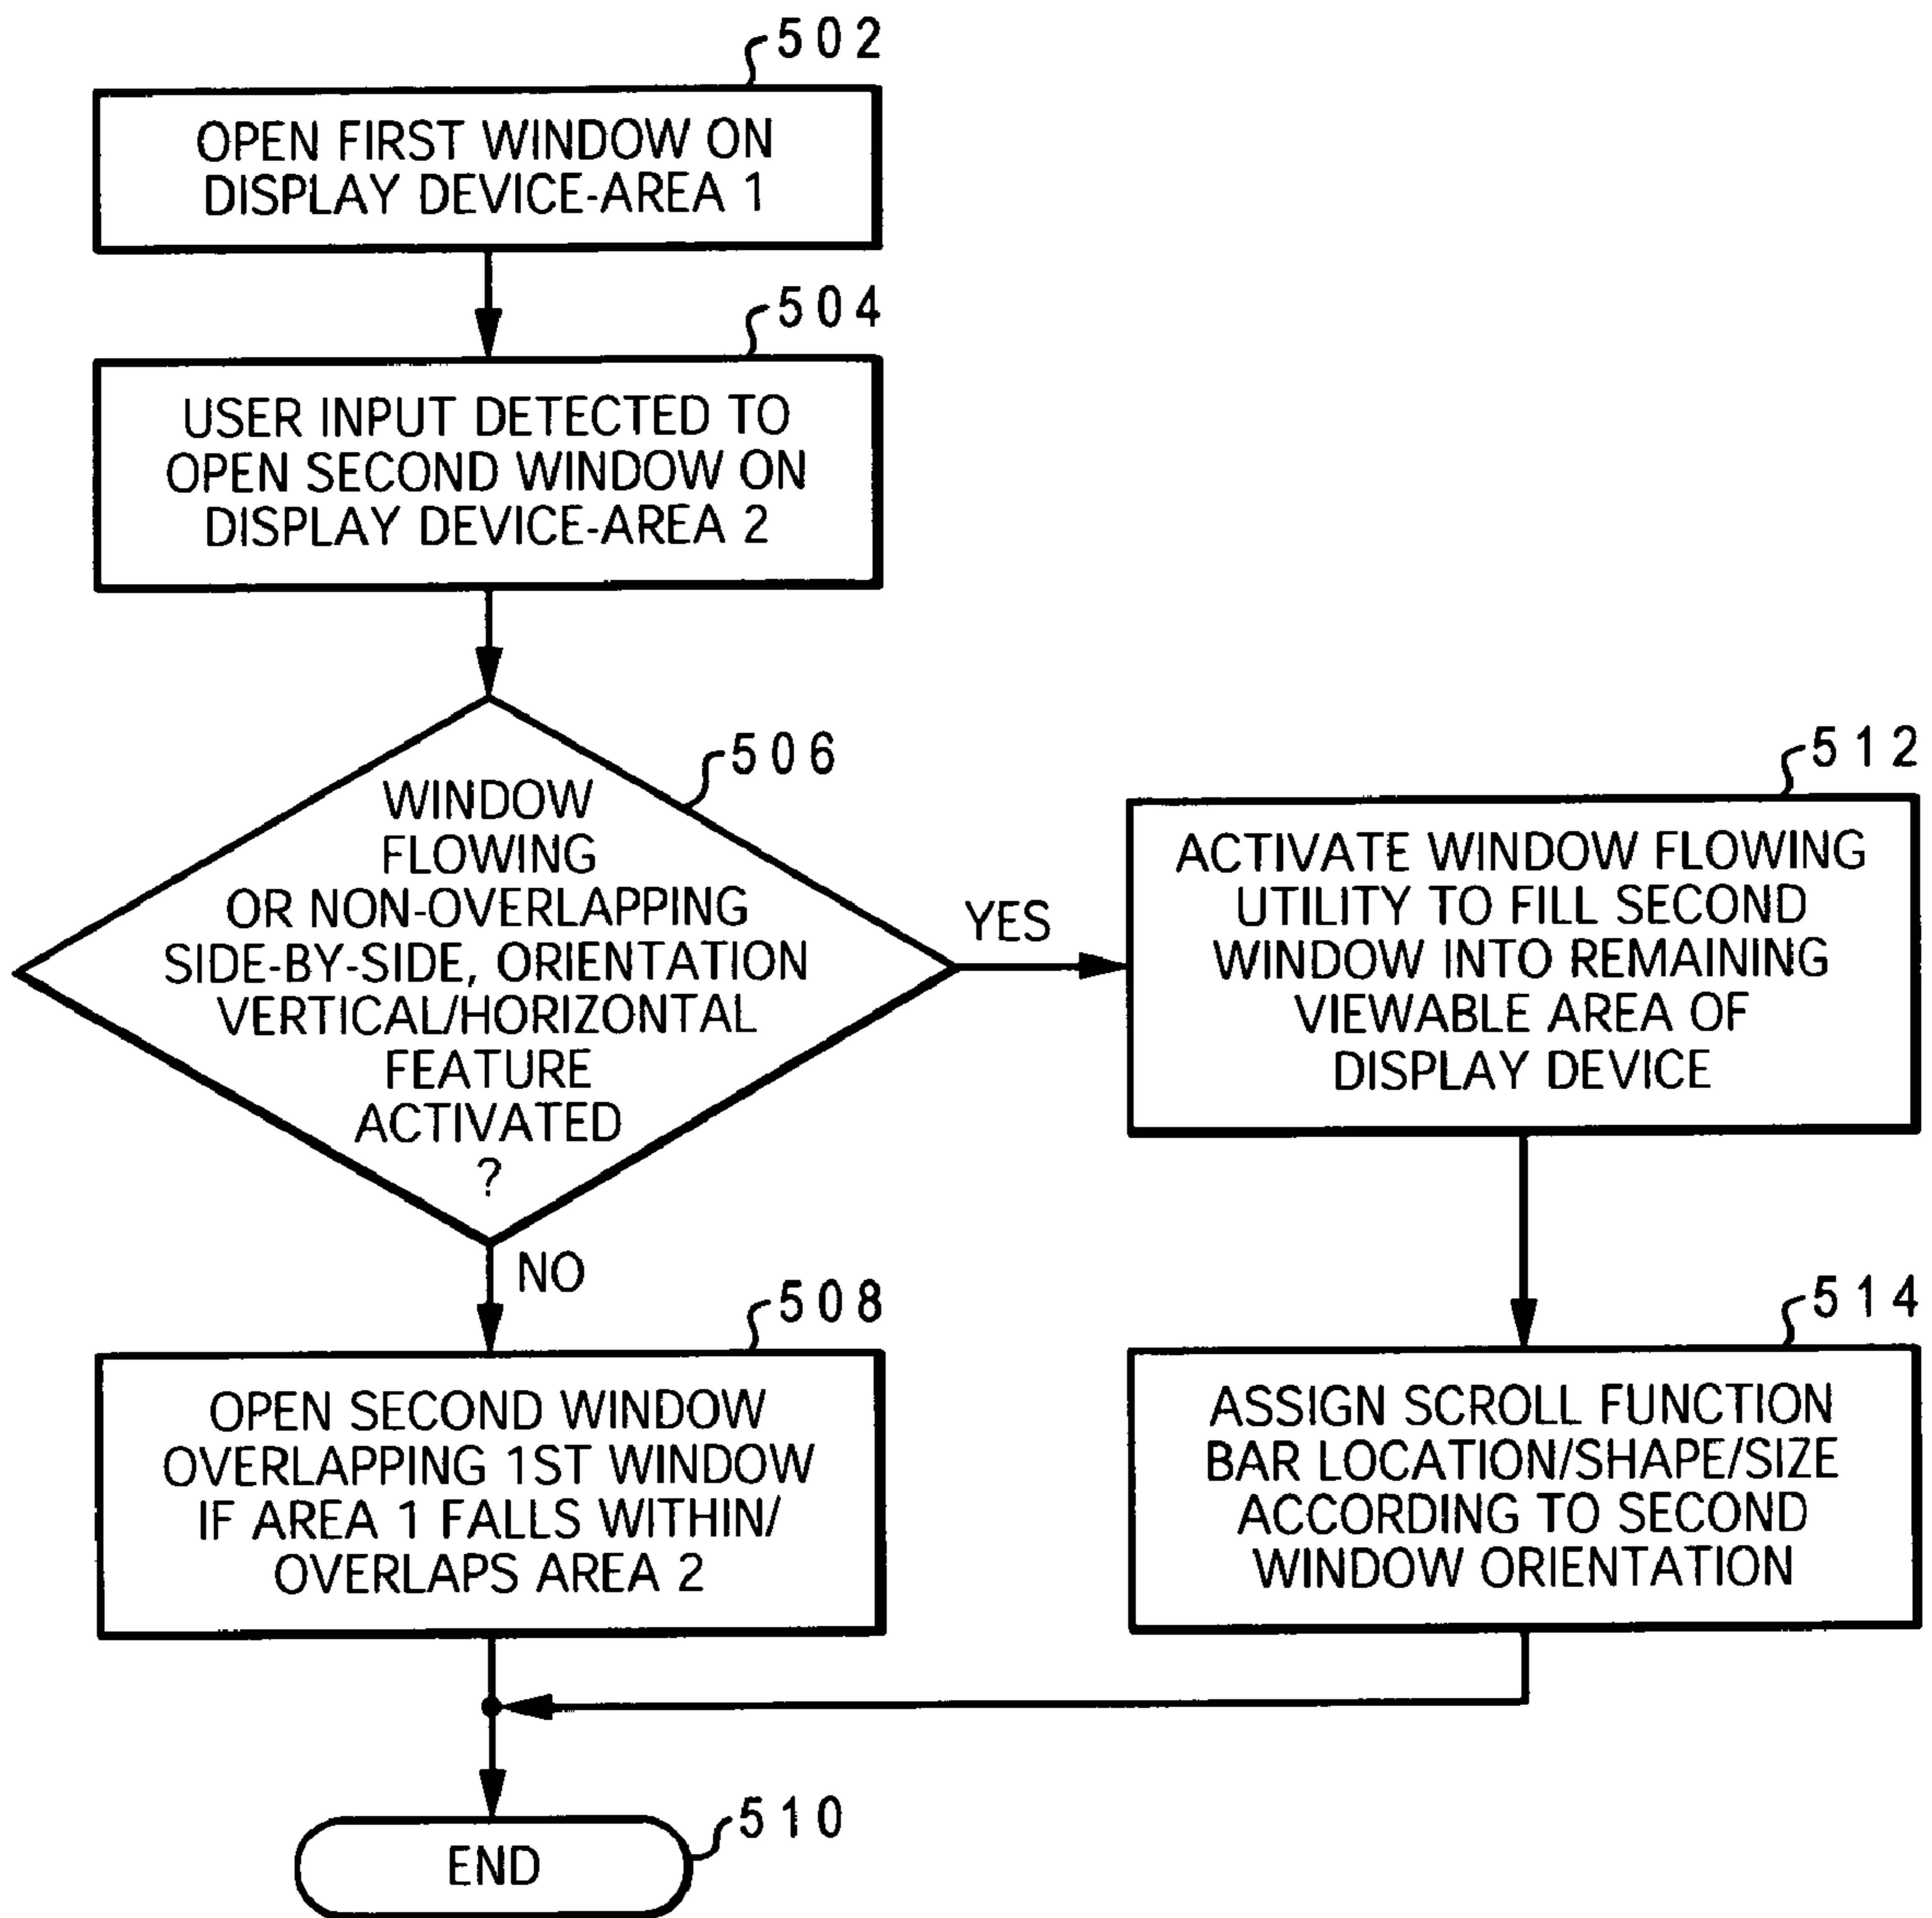 502
OPEN FIRST WINDOW ON
DISPLAY DEVICE-AREA 1
504
USER INPUT DETECTED TO
OPEN SECOND WINDOW ON
DISPLAY DEVICE-AREA 2
506
WINDOW
FLOWING
OR NON-OVERLAPPING
SIDE-BY-SIDE, ORIENTATION
VERTICAL/HORIZONTAL
FEATURE
ACTIVATED
?
YES
NO
512
ACTIVATE WINDOW FLOWING
UTILITY TO FILL SECOND
WINDOW INTO REMAINING
VIEWABLE AREA OF
DISPLAY DEVICE
508
OPEN SECOND WINDOW
OVERLAPPING 1ST WINDOW
IF AREA 1 FALLS WITHIN/
OVERLAPS AREA 2
514
ASSIGN SCROLL FUNCTION
BAR LOCATION/SHAPE/SIZE
ACCORDING TO SECOND
WINDOW ORIENTATION
510
END